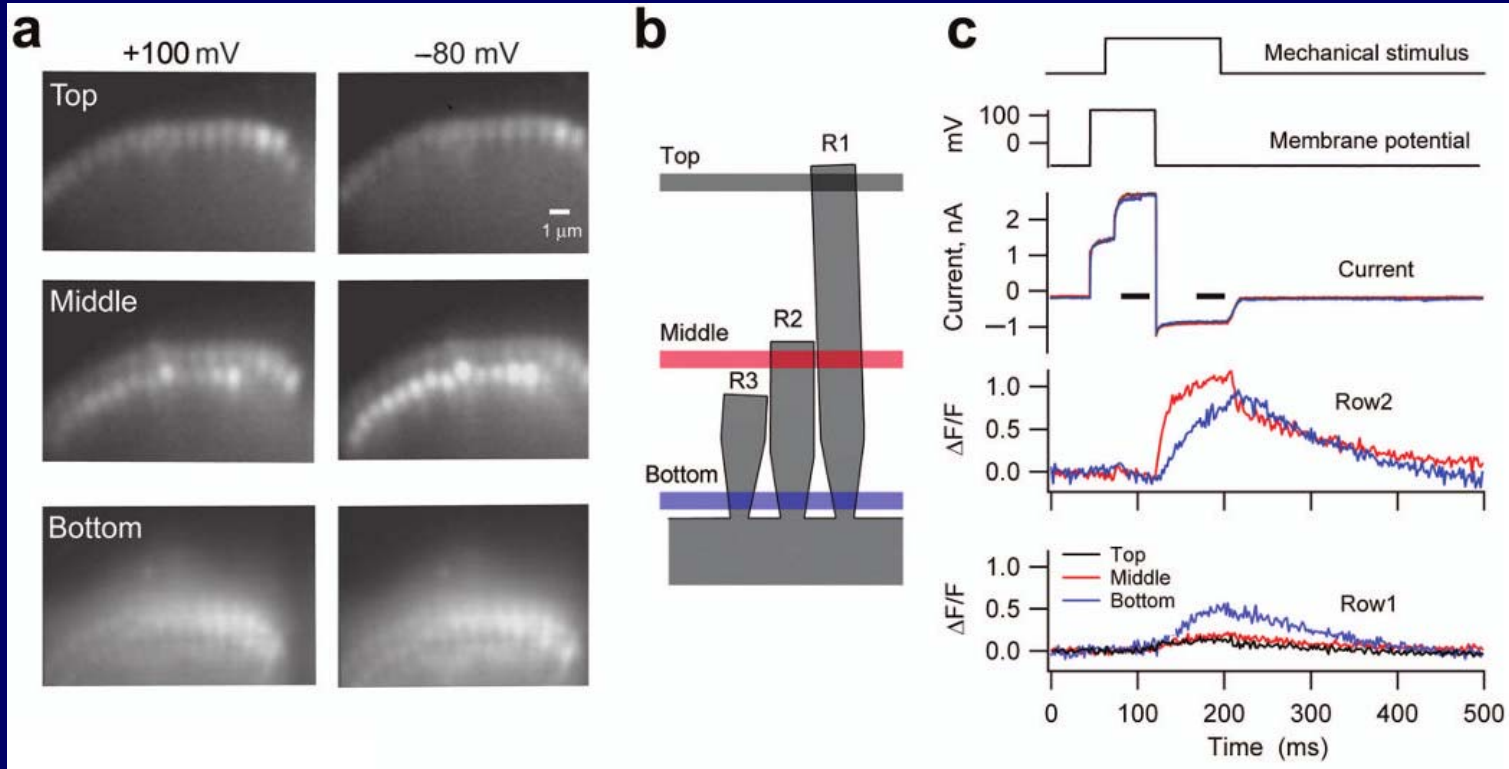 a
+100 mV
–80 mV
Top
1 μm
Middle
Bottom
b
Top
R1
Middle
R2
R3
Bottom
c
Mechanical stimulus
mV
100
0
Membrane potential
Current, nA
2
1
0
−1
Current
ΔF/F
1.0
0.5
0.0
Row2
ΔF/F
1.0
0.5
0.0
Top
Middle
Bottom
Row1
0 100 200 300 400 500
Time (ms)